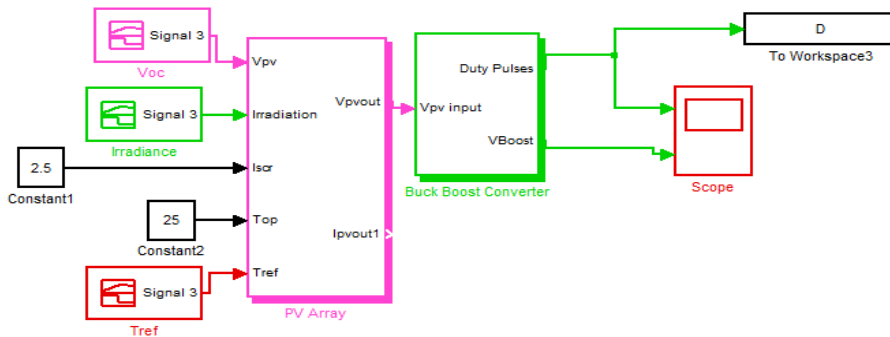 Signal 3
Voc
Signal 3
Irradiance
2.5
Constant1
25
Constant2
Signal 3
Tref
Vpv
Irradiation
Iscr
Top
Tref
Vpvout
Ipvout1
PV Array
Vpv input
Duty Pulses
VBoost
Buck Boost Converter
D
To Workspace3
Scope